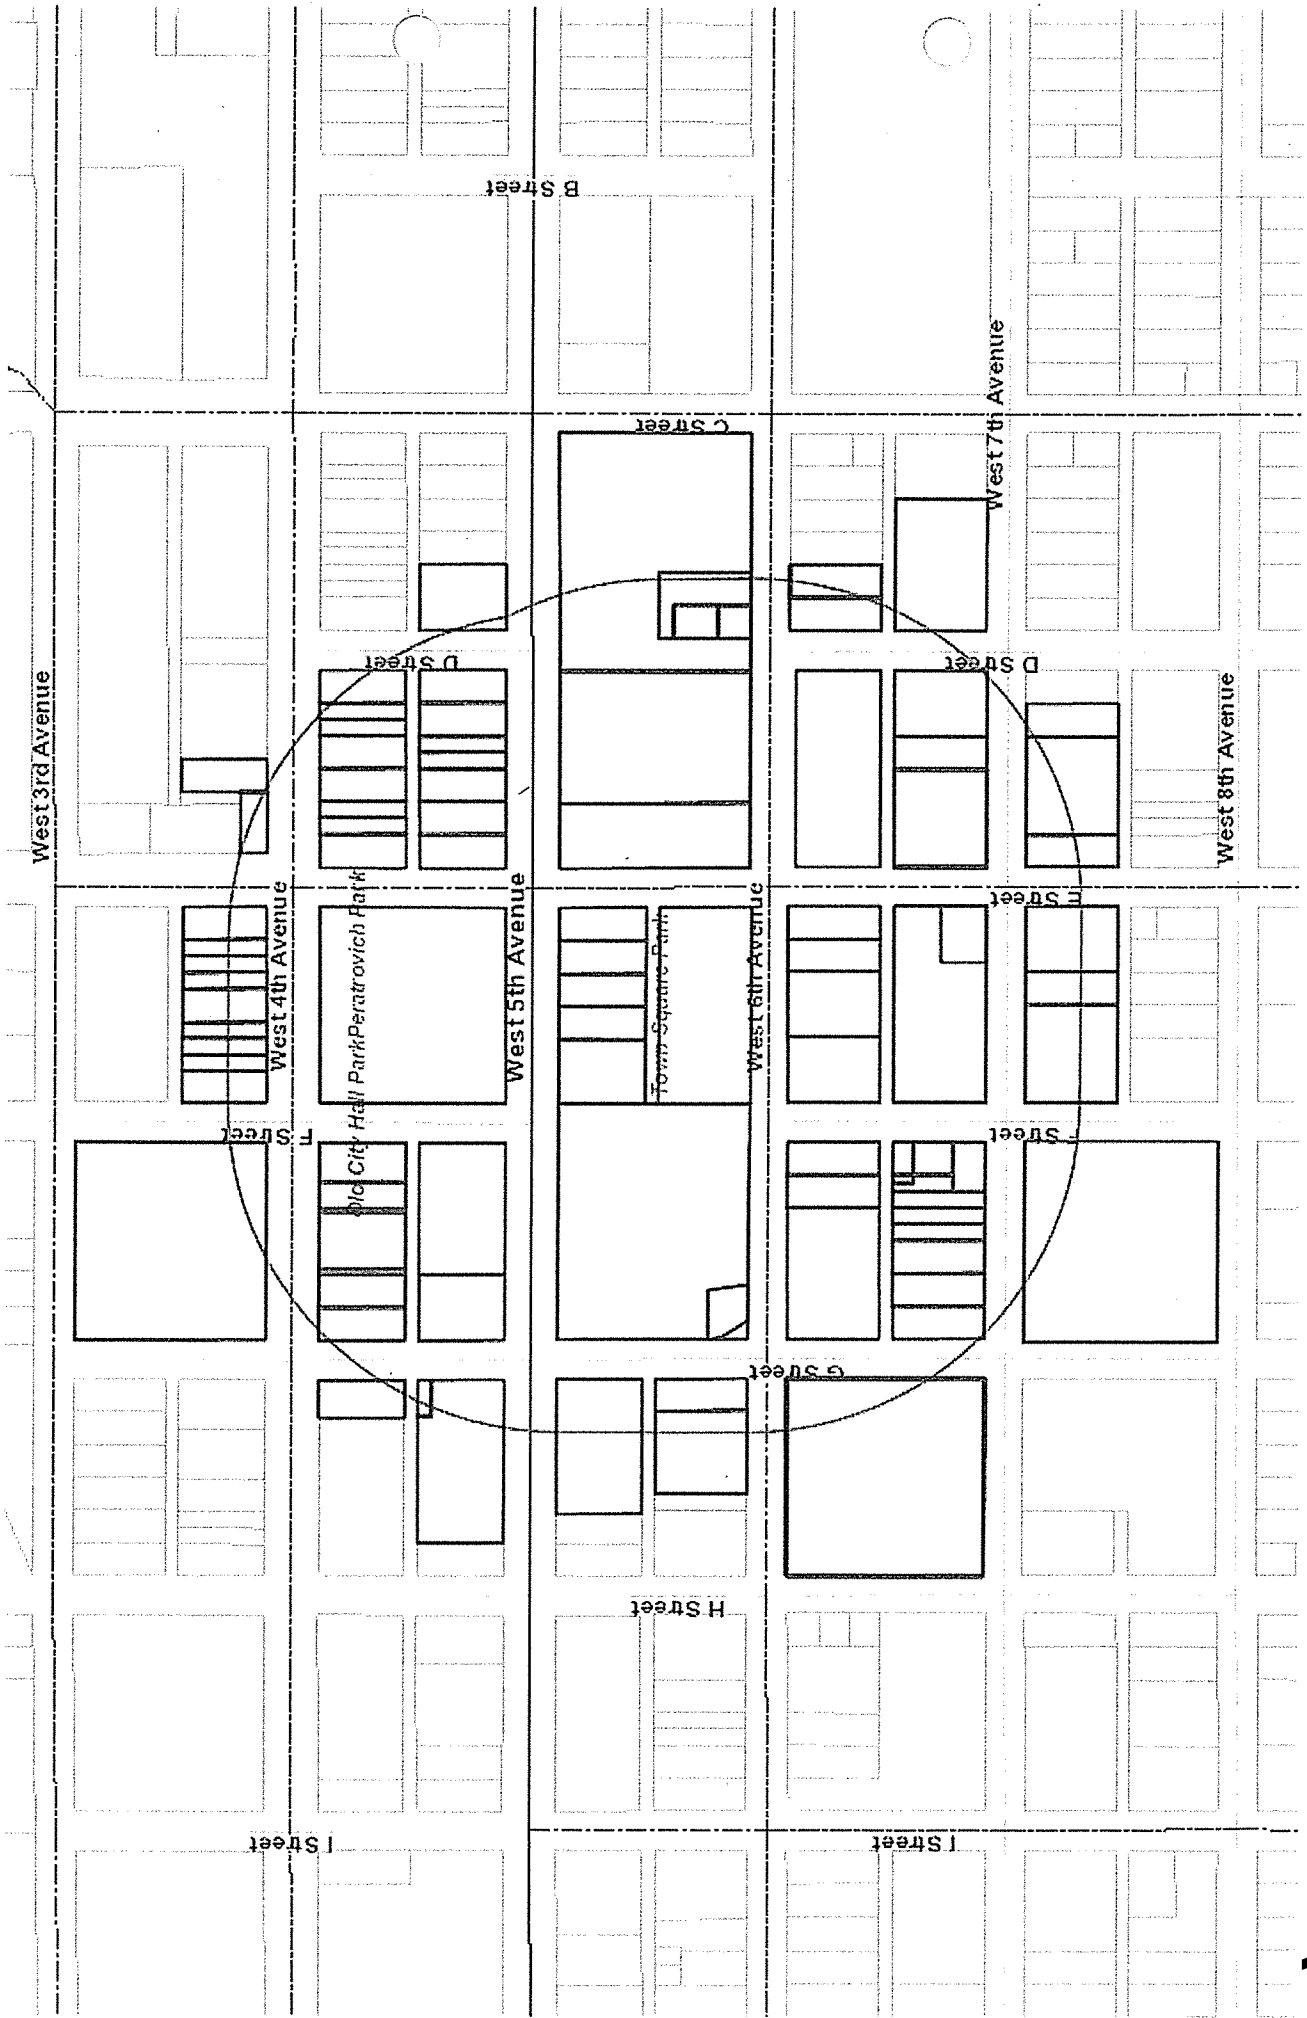 B Street
C Street
West 7th Avenue
D Street
D Street
West 3rd Avenue
West 8th Avenue
E Street
West 4th Avenue
Old City Hall Park
Peratrovich Park
West 5th Avenue
Town Square Park
West 6th Avenue
F Street
F Street
G Street
H Street
I Street
I Street